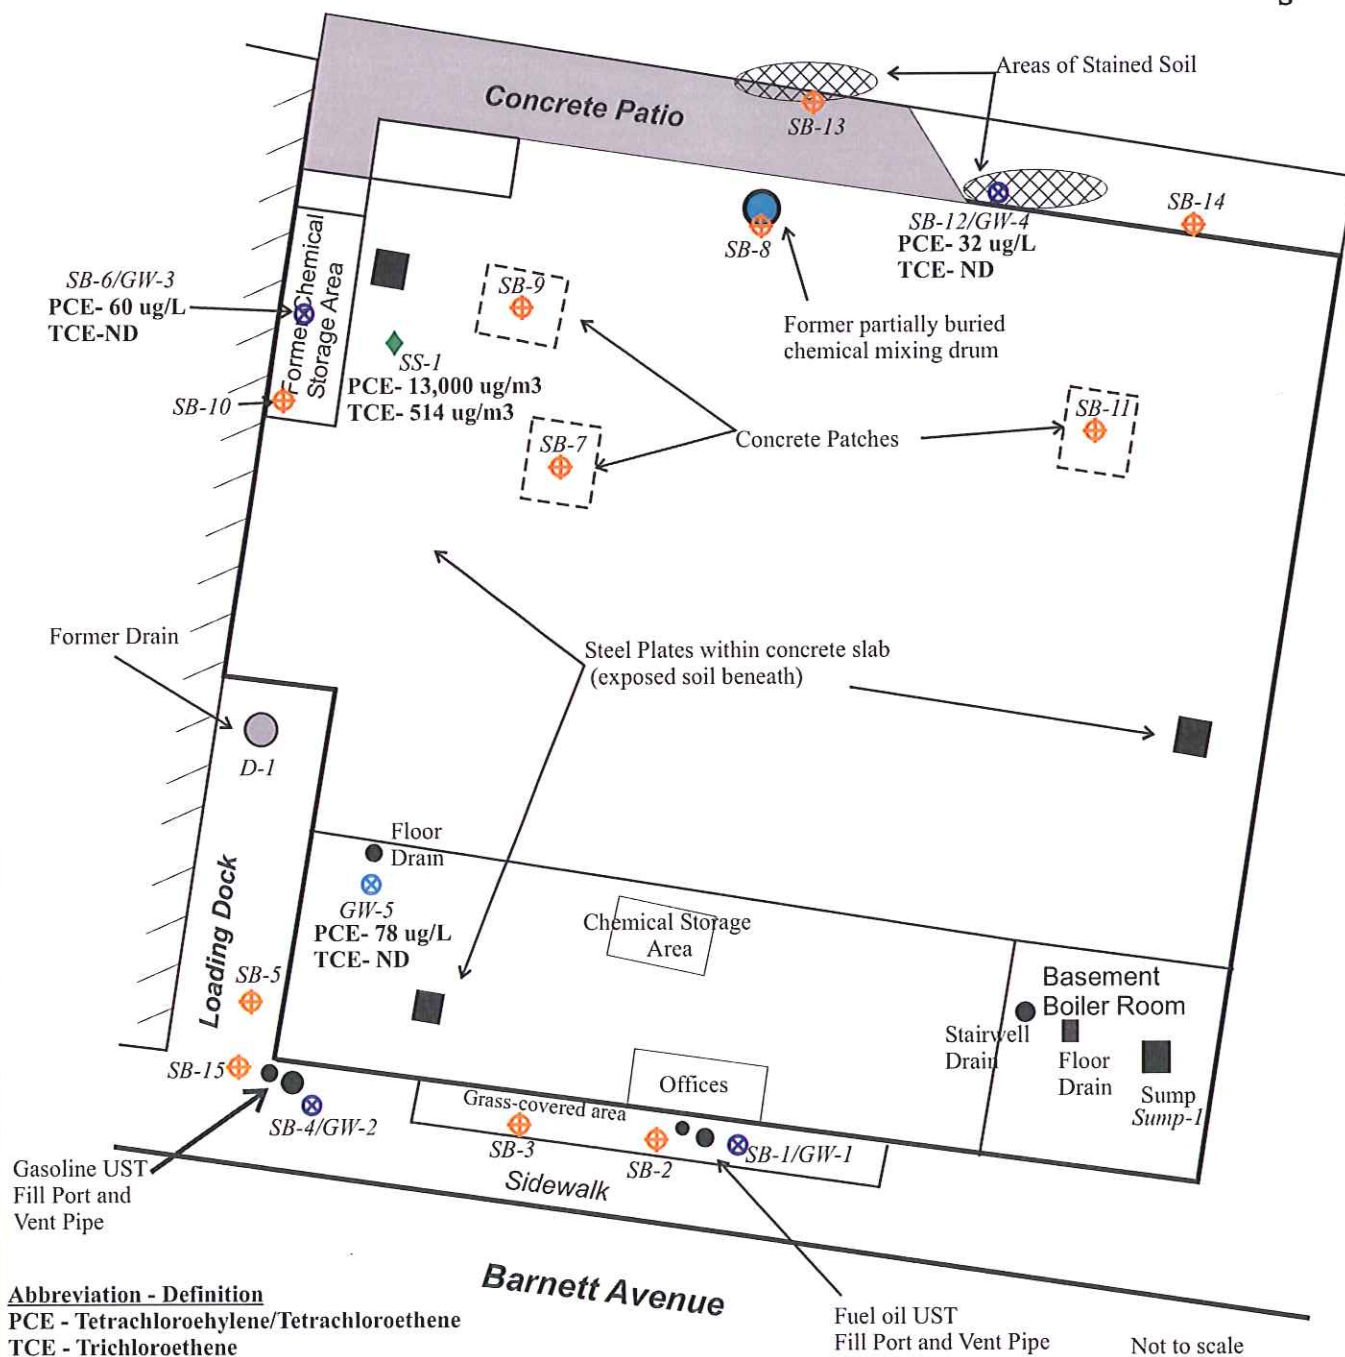 s
Areas of Stained Soil
Concrete Patio
SB-13
SB-14
SB-12/GW-4
PCE- 32 ug/L
TCE- ND
SB-8
Former Chemical
Storage Area
SB-6/GW-3
PCE- 60 ug/L
TCE-ND
SB-9
Former partially buried
chemical mixing drum
SS-1
PCE- 13,000 ug/m3
TCE- 514 ug/m3
SB-10
SB-11
SB-7
Concrete Patches
Former Drain
Steel Plates within concrete slab
(exposed soil beneath)
D-1
Floor
Drain
GW-5
PCE- 78 ug/L
TCE- ND
Chemical Storage
Area
Loading Dock
SB-5
Basement
Boiler Room
Stairwell
Drain
Floor
Drain
Sump
Sump-1
SB-15
Offices
Grass-covered area
SB-4/GW-2
SB-3
SB-2
SB-1/GW-1
Gasoline UST
Fill Port and
Vent Pipe
Sidewalk
Barnett Avenue
Fuel oil UST
Fill Port and Vent Pipe
Not to scale
Abbreviation - Definition
PCE - Tetrachloroehylene/Tetrachloroethene
TCE - Trichloroethene